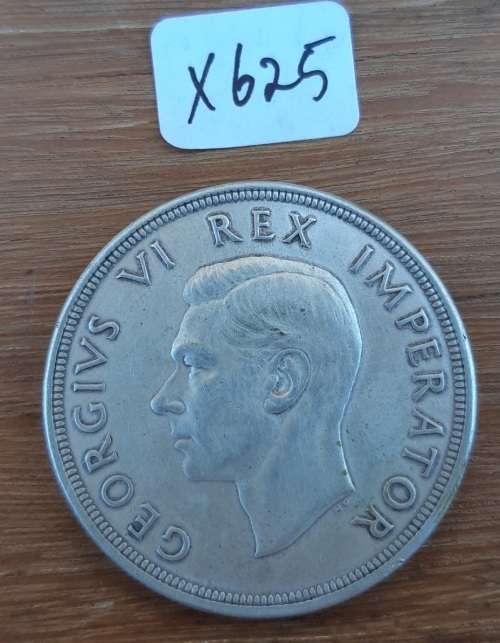 X625
GEORGIVS VI REX IMPERATOR